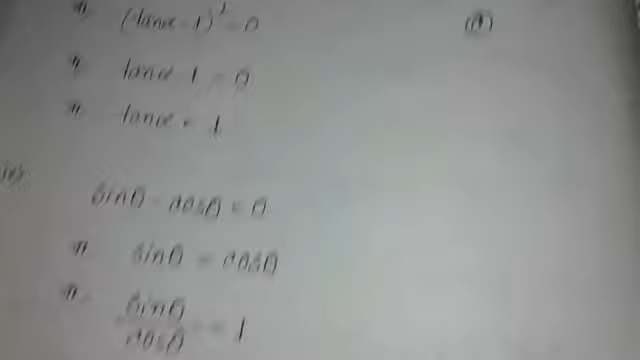 (tanα - 1)² = 0
tanα - 1 = 0
tanα = 1
sinθ - cosθ = 0
sinθ = cosθ
sinθ/cosθ = 1